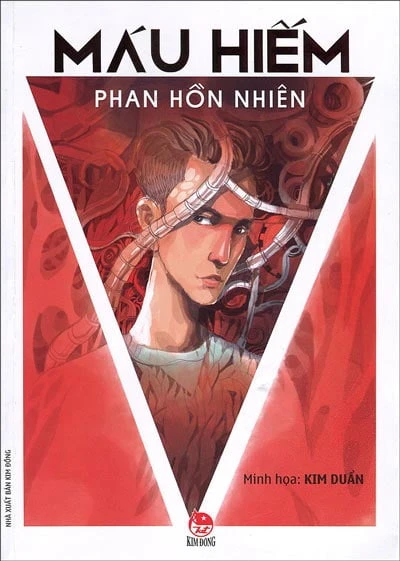 MÁU HIẾM
PHAN HỒN NHIÊN
Minh họa: KIM DUẨN
NHÀ XUẤT BẢN KIM ĐỒNG
KIM ĐỒNG